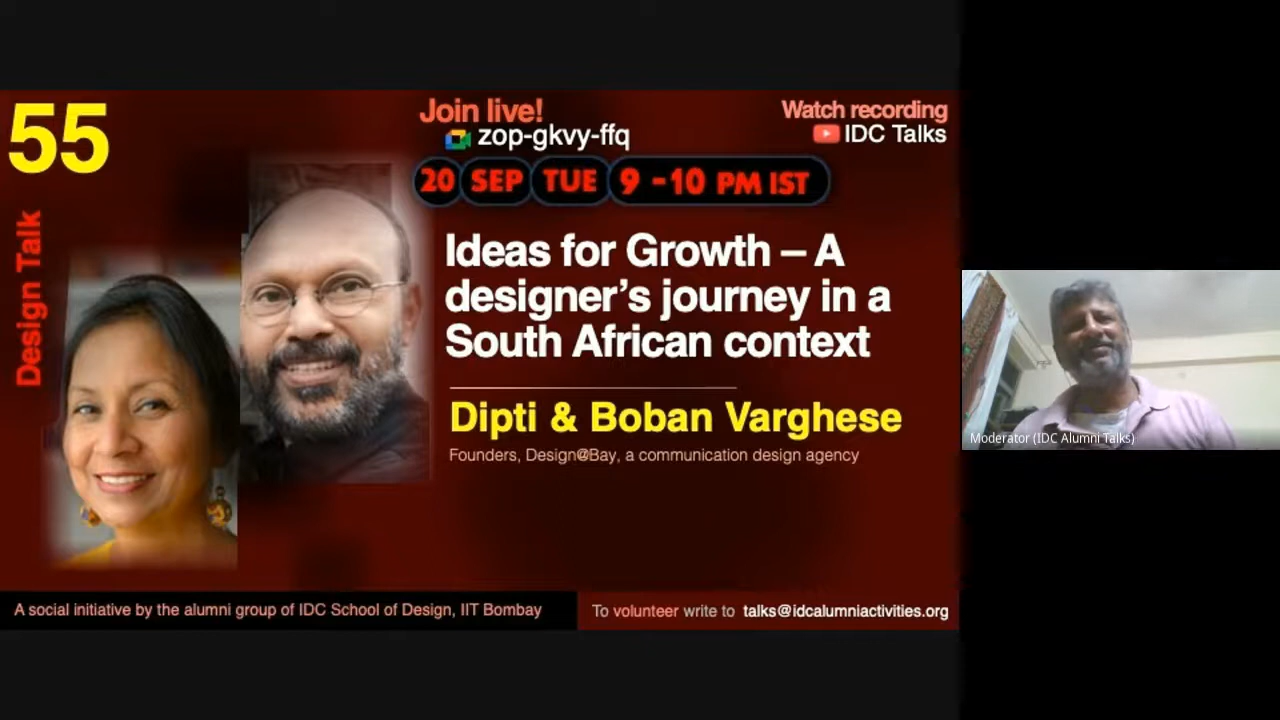 55
Design Talk
Join live!
zop-gkvy-ffq
Watch recording
IDC Talks
20 SEP TUE 9 - 10 PM IST
Ideas for Growth – A
designer's journey in a
South African context
Dipti & Boban Varghese
Founders, Design@Bay, a communication design agency
Moderator (IDC Alumni Talks)
A social initiative by the alumni group of IDC School of Design, IIT Bombay
To volunteer write to talks@idcalumniactivities.org